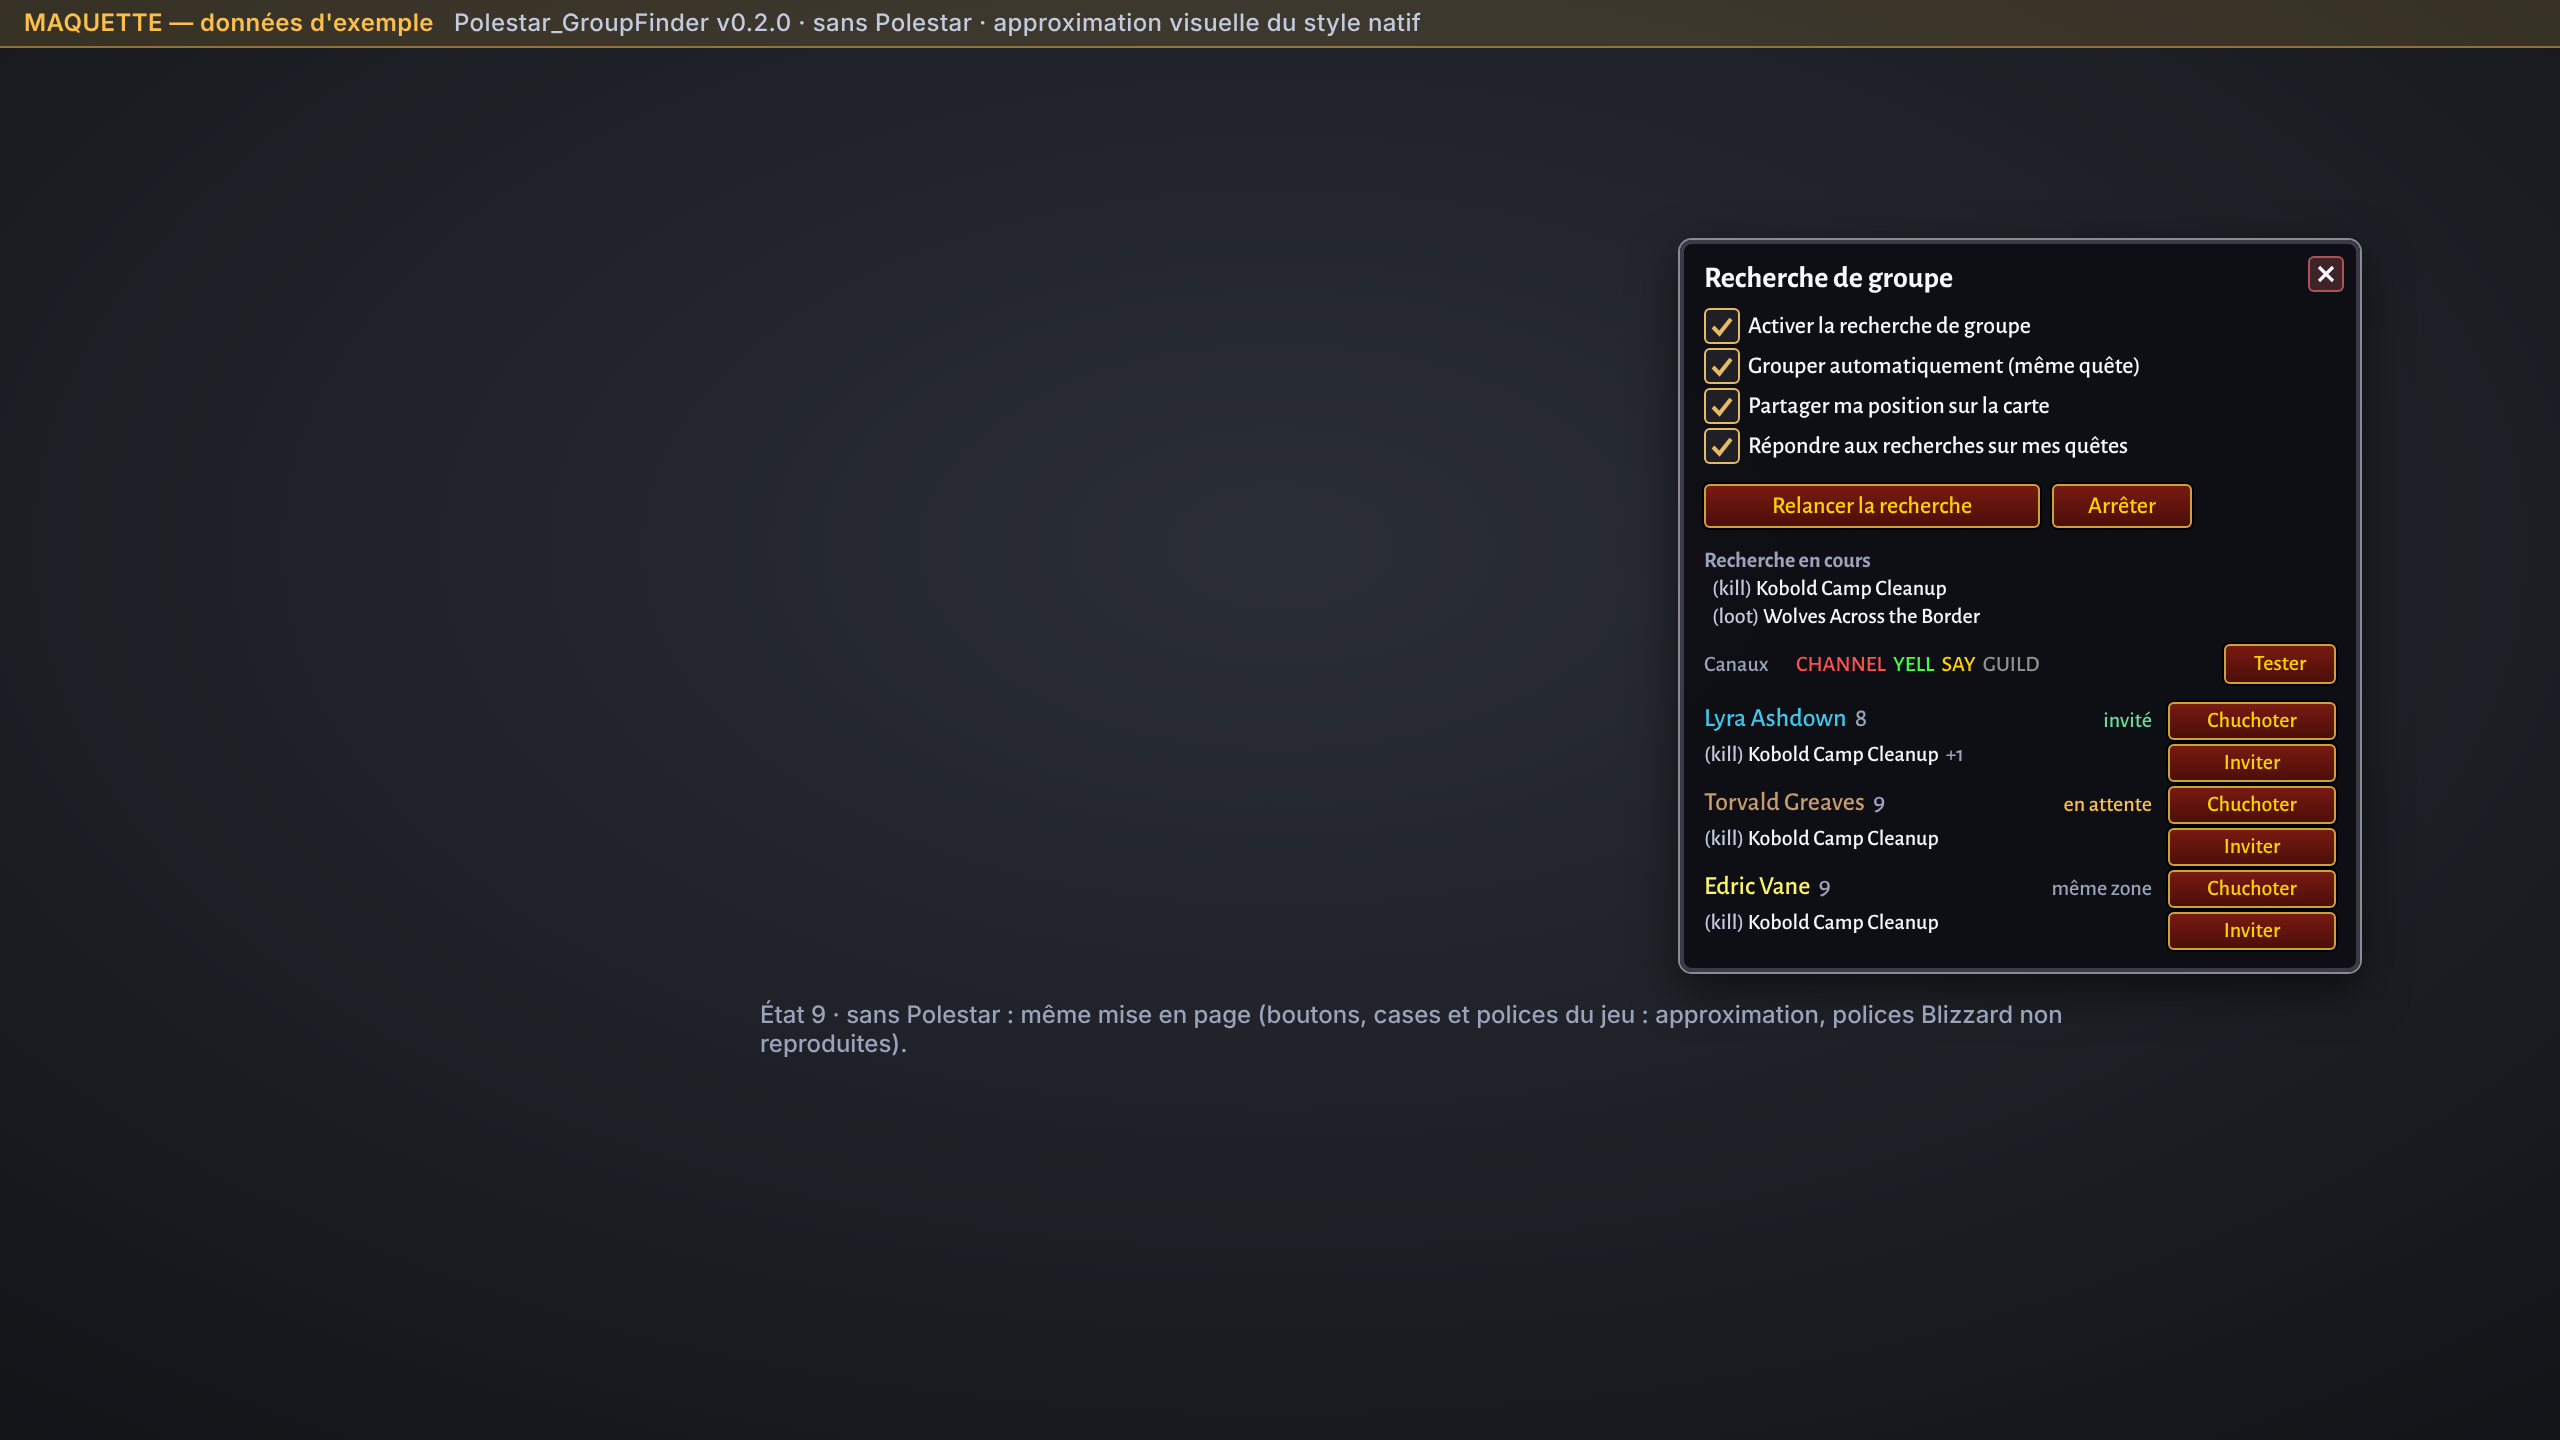 MAQUETTE — données d'exemple Polestar_GroupFinder v0.2.0 · sans Polestar · approximation visuelle du style natif
Recherche de groupe
Activer la recherche de groupe
Grouper automatiquement (même quête)
Partager ma position sur la carte
Répondre aux recherches sur mes quêtes
Relancer la recherche Arrêter
Recherche en cours
(kill) Kobold Camp Cleanup
(loot) Wolves Across the Border
Canaux CHANNEL YELL SAY GUILD Tester
Lyra Ashdown 8 invité Chuchoter
(kill) Kobold Camp Cleanup +1 Inviter
Torvald Greaves 9 en attente Chuchoter
(kill) Kobold Camp Cleanup Inviter
Edric Vane 9 même zone Chuchoter
(kill) Kobold Camp Cleanup Inviter
État 9 · sans Polestar : même mise en page (boutons, cases et polices du jeu : approximation, polices Blizzard non
reproduites).